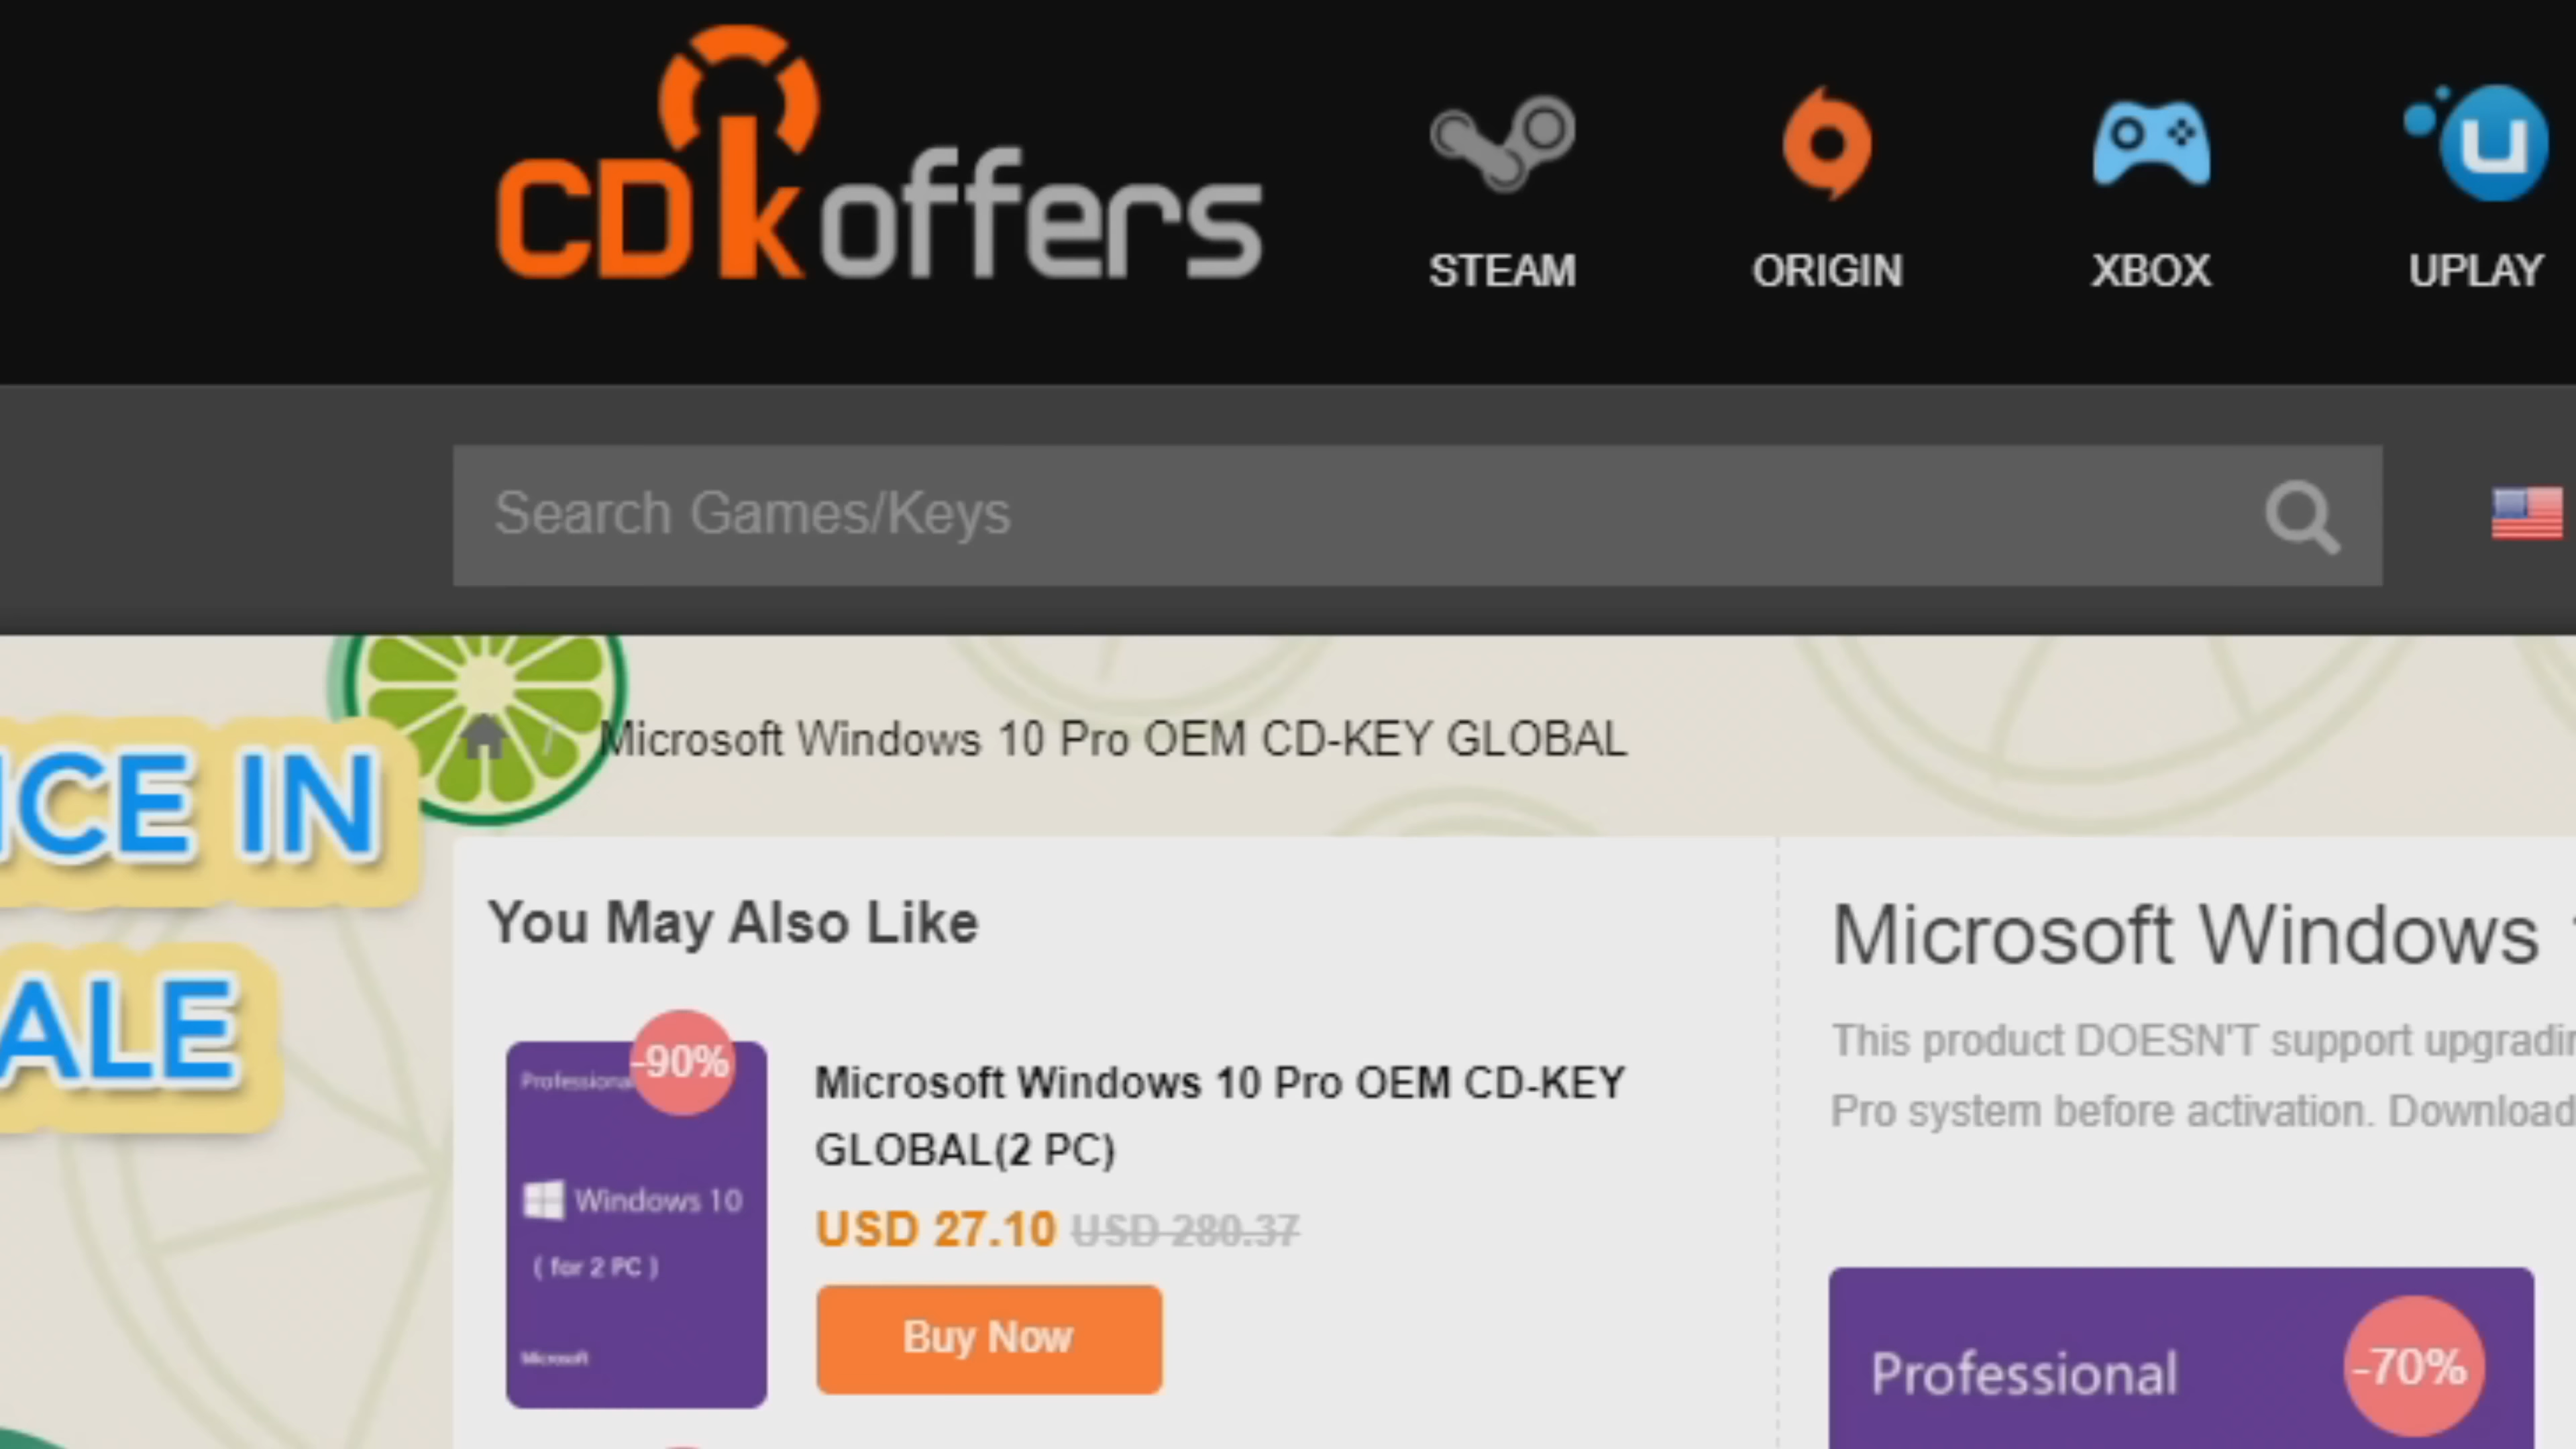 CDkoffers
STEAM
ORIGIN
XBOX
UPLAY
Search Games/Keys
/ Microsoft Windows 10 Pro OEM CD-KEY GLOBAL
ICE IN
ALE
You May Also Like
-90%
Professional
Windows 10
( for 2 PC )
Microsoft
Microsoft Windows 10 Pro OEM CD-KEY
GLOBAL(2 PC)
USD 27.10 USD 280.37
Buy Now
Microsoft Windows
This product DOESN'T support
Pro system before activation. Download
Professional
-70%